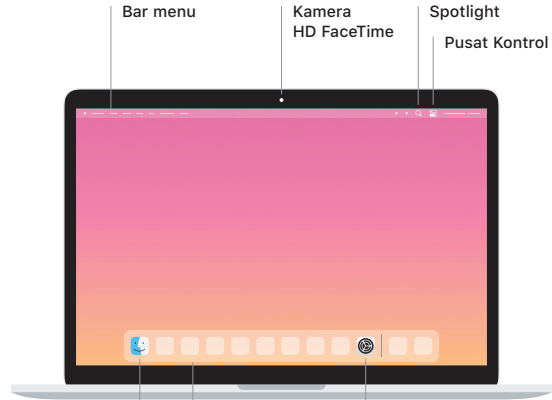 Bar menu
Kamera
HD FaceTime
Spotlight
Pusat Kontrol